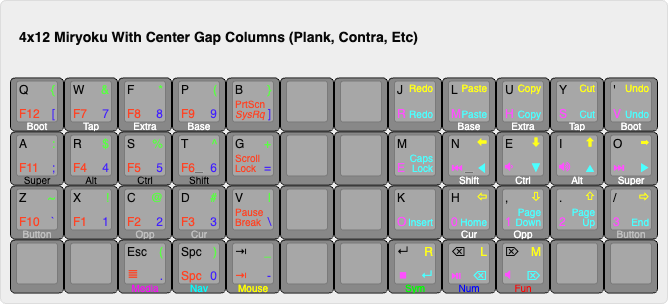 4x12 Miryoku With Center Gap Columns (Plank, Contra, Etc)
Q { W & F * P ( B } J Redo L Paste U Copy Y Cut ' Undo
PrtScn
F12 [ F7 7 F8 8 F9 9 SysRq ] R Redo M Paste H Copy S Cut V Undo
Boot Tap Extra Base Base Extra Tap Boot
A : R $ S % T ^ G + M N ⬅ E ⬇ I ⬆ O ➡
Scroll Caps
F11 ; F4 4 F5 5 F6 _ 6 Lock = E Lock _ ◀ ▼ ▲ ▶
Super Alt Ctrl Shift Shift Ctrl Alt Super
Z ~ X ! C @ D # V | K H ⇦ , ⇩ . ⇧ / ⇨
Pause Page Page
F10 ` F1 1 F2 2 F3 3 Break \ O Insert 0 Home 1 Down 2 Up 3 End
Button Opp Cur Cur Opp Button
Esc ( Spc ) ⇥ _ ↵ R ⌫ L ⌦ M
. Spc 0 ⇥ - ■ ↵ ⌫ ⌦
Media Nav Mouse Sym Num Fun